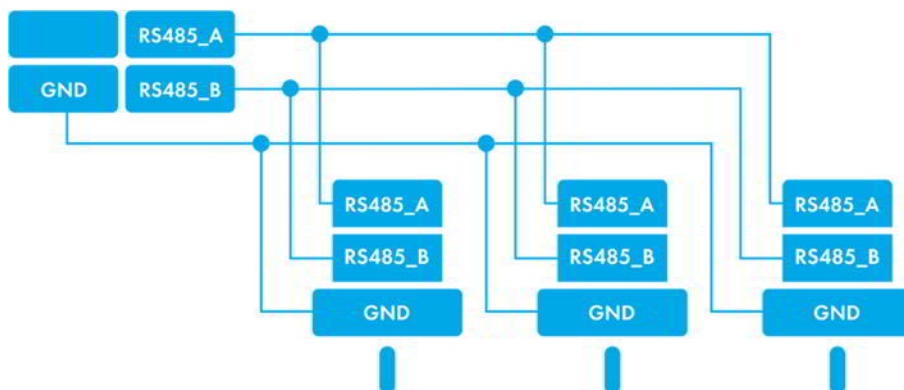 RS485_A
GND RS485_B
RS485_A RS485_A RS485_A
RS485_B RS485_B RS485_B
GND GND GND